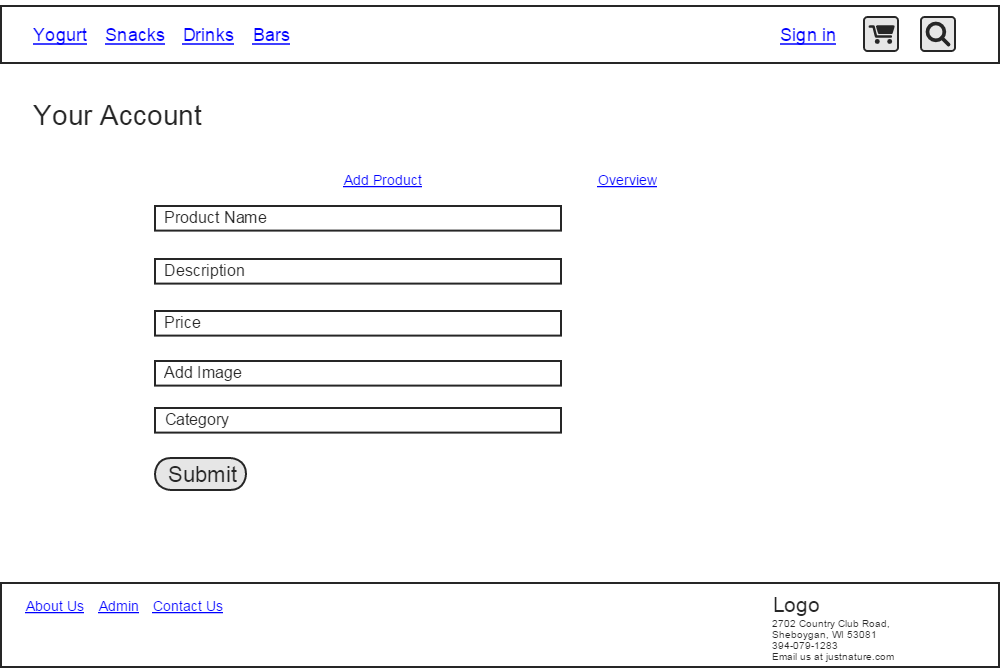 Yogurt Snacks Drinks Bars Sign in
Your Account
Add Product Overview
Product Name
Description
Price
Add Image
Category
Submit
About Us Admin Contact Us
Logo
2702 Country Club Road,
Sheboygan, WI 53081
394-079-1283
Email us at justnature.com